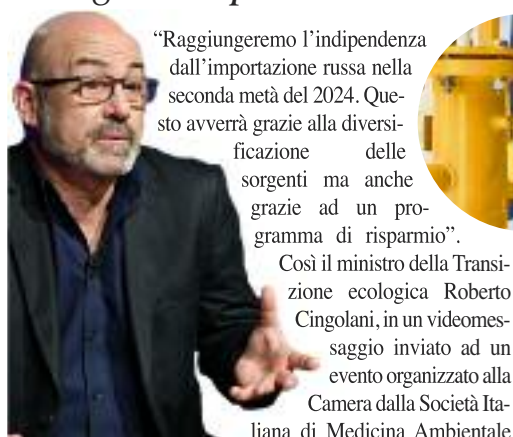 “Raggiungeremo l’indipendenza
dall’importazione russa nella
seconda metà del 2024. Que-
sto avverrà grazie alla diversi-
ficazione delle
sorgenti ma anche
grazie ad un pro-
gramma di risparmio”.
Così il ministro della Transi-
zione ecologica Roberto
Cingolani, in un videomes-
saggio inviato ad un
evento organizzato alla
Camera dalla Società Ita-
liana di Medicina Ambientale